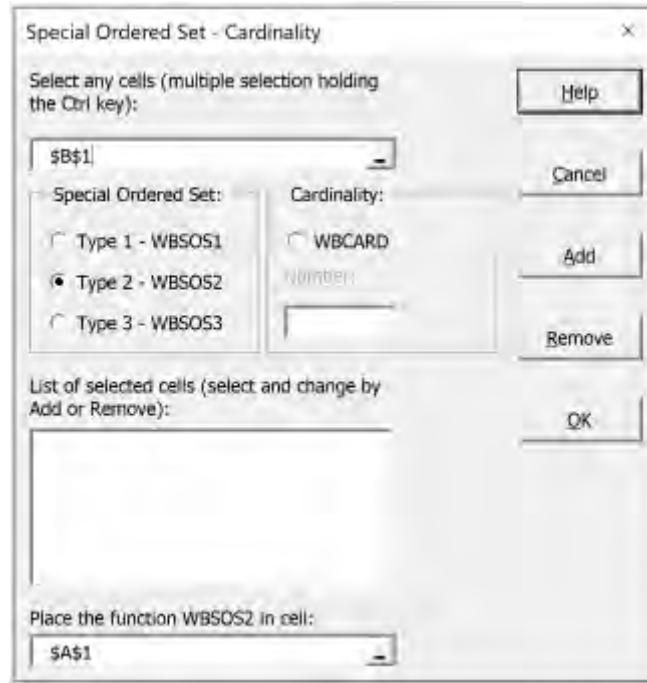 Special Ordered Set - Cardinality ×
Select any cells (multiple selection holding
the Ctrl key):
Help
$B$1
Cancel
Special Ordered Set:
Cardinality:
Type 1 - WBSOS1
WBCARD
Add
Type 2 - WBSOS2
Number:
Type 3 - WBSOS3
Remove
List of selected cells (select and change by
Add or Remove):
OK
Place the function WBSOS2 in cell:
$A$1